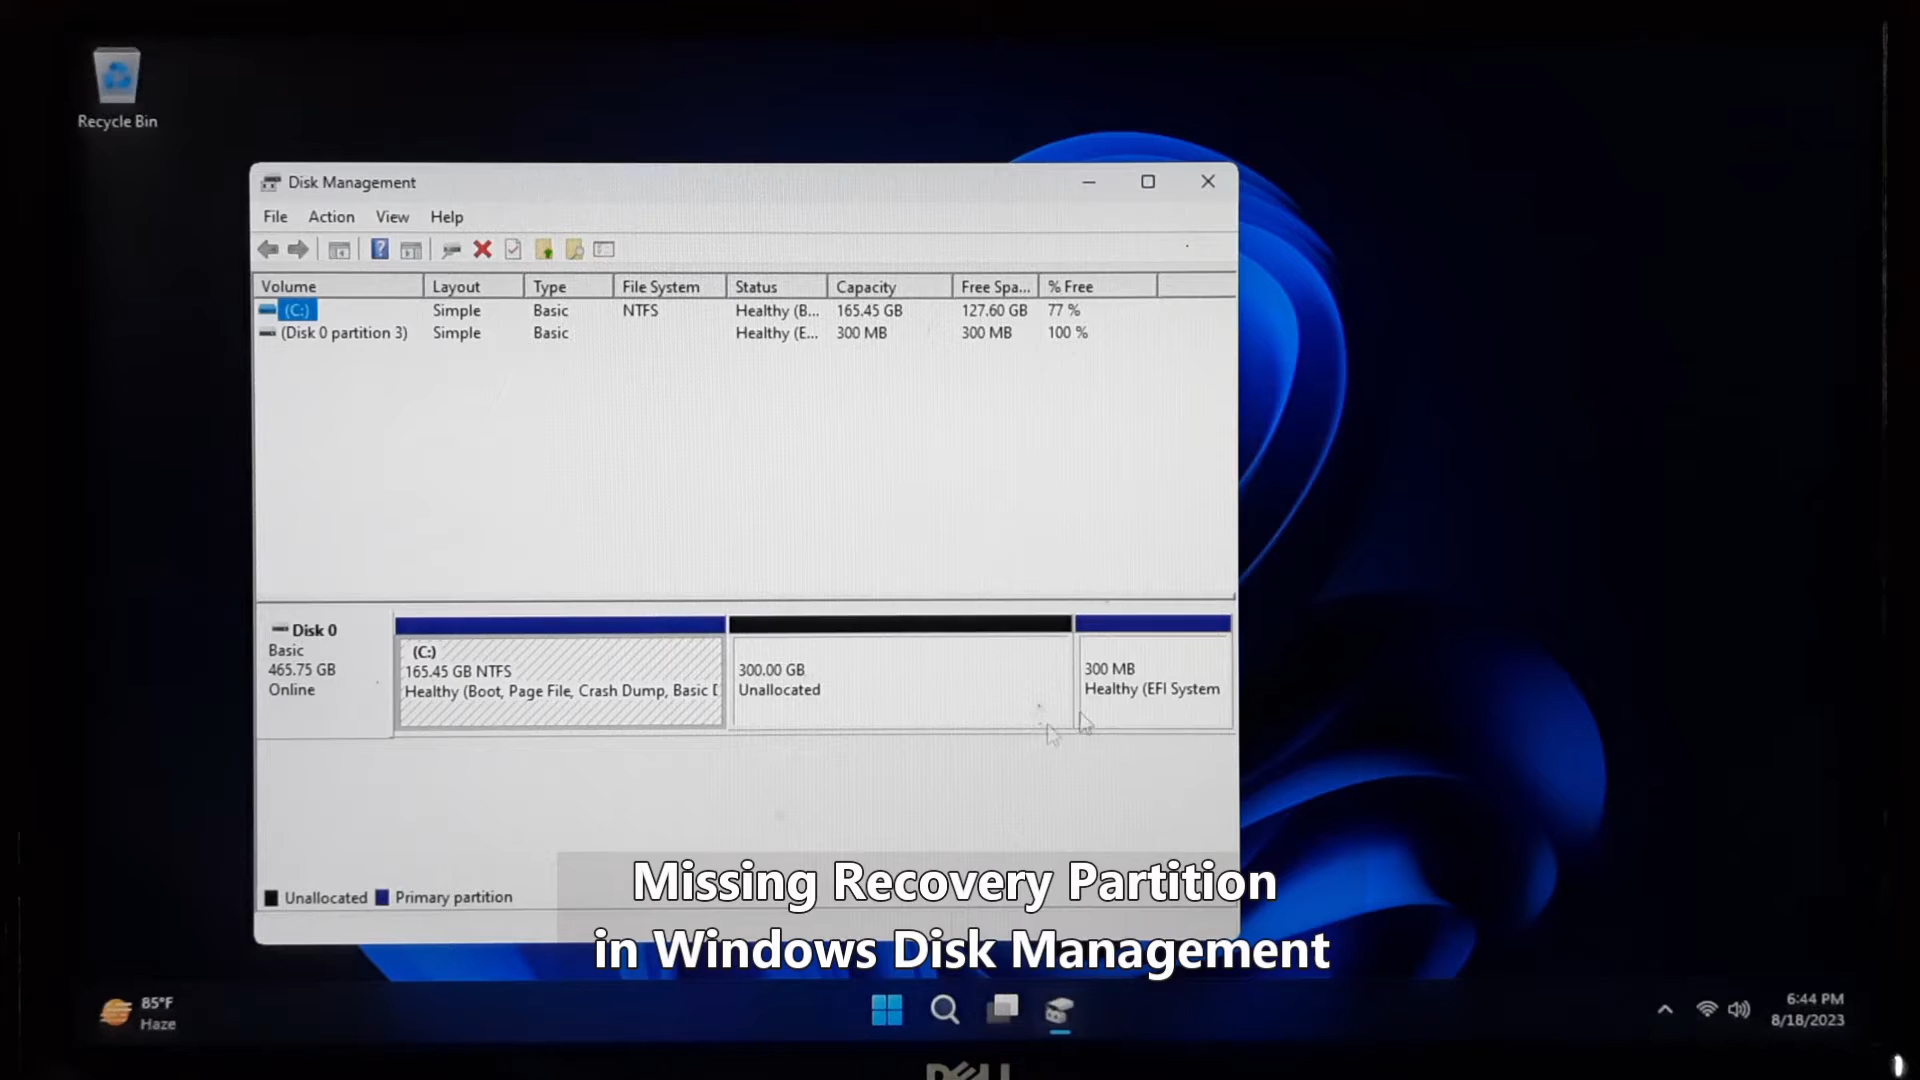 Recycle Bin
Disk Management
File Action View Help
Volume Layout Type File System Status Capacity Free Spa... % Free
(C:) Simple Basic NTFS Healthy (B... 165.45 GB 127.60 GB 77 %
(Disk 0 partition 3) Simple Basic Healthy (E... 300 MB 300 MB 100 %
Disk 0
Basic
465.75 GB
Online
(C:)
165.45 GB NTFS
Healthy (Boot, Page File, Crash Dump, Basic D
300.00 GB
Unallocated
300 MB
Healthy (EFI System
Unallocated Primary partition
Missing Recovery Partition
in Windows Disk Management
85°F
Haze
6:44 PM
8/18/2023
DELL